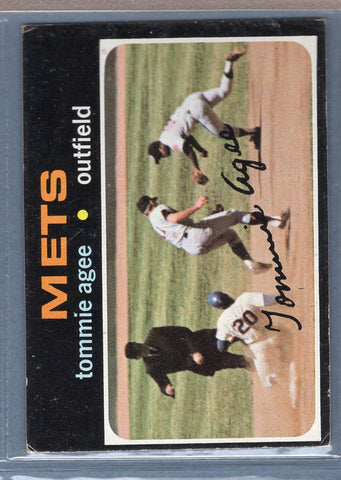 METS
tommie agee • outfield
Tommie Agee
20